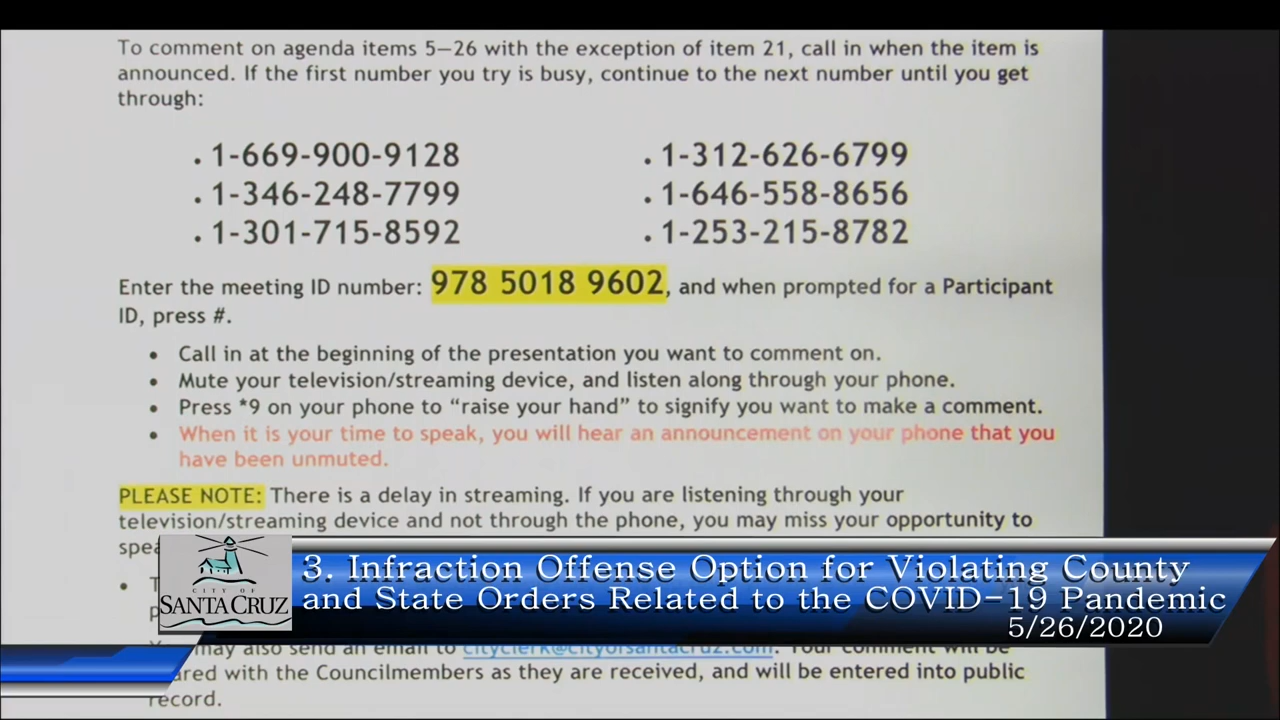 To comment on agenda items 5–26 with the exception of item 21, call in when the item is
announced. If the first number you try is busy, continue to the next number until you get
through:
• 1-669-900-9128
• 1-312-626-6799
• 1-346-248-7799
• 1-646-558-8656
• 1-301-715-8592
• 1-253-215-8782
Enter the meeting ID number: 978 5018 9602, and when prompted for a Participant
ID, press #.
• Call in at the beginning of the presentation you want to comment on.
• Mute your television/streaming device, and listen along through your phone.
• Press *9 on your phone to “raise your hand” to signify you want to make a comment.
• When it is your time to speak, you will hear an announcement on your phone that you
have been unmuted.
PLEASE NOTE: There is a delay in streaming. If you are listening through your
television/streaming device and not through the phone, you may miss your opportunity to
CITY OF
SANTA CRUZ
3. Infraction Offense Option for Violating County
and State Orders Related to the COVID-19 Pandemic
5/26/2020
may also send an email to cityclerk@cityofsantacruz.com. Your comment will be
with the Councilmembers as they are received, and will be entered into public
record.